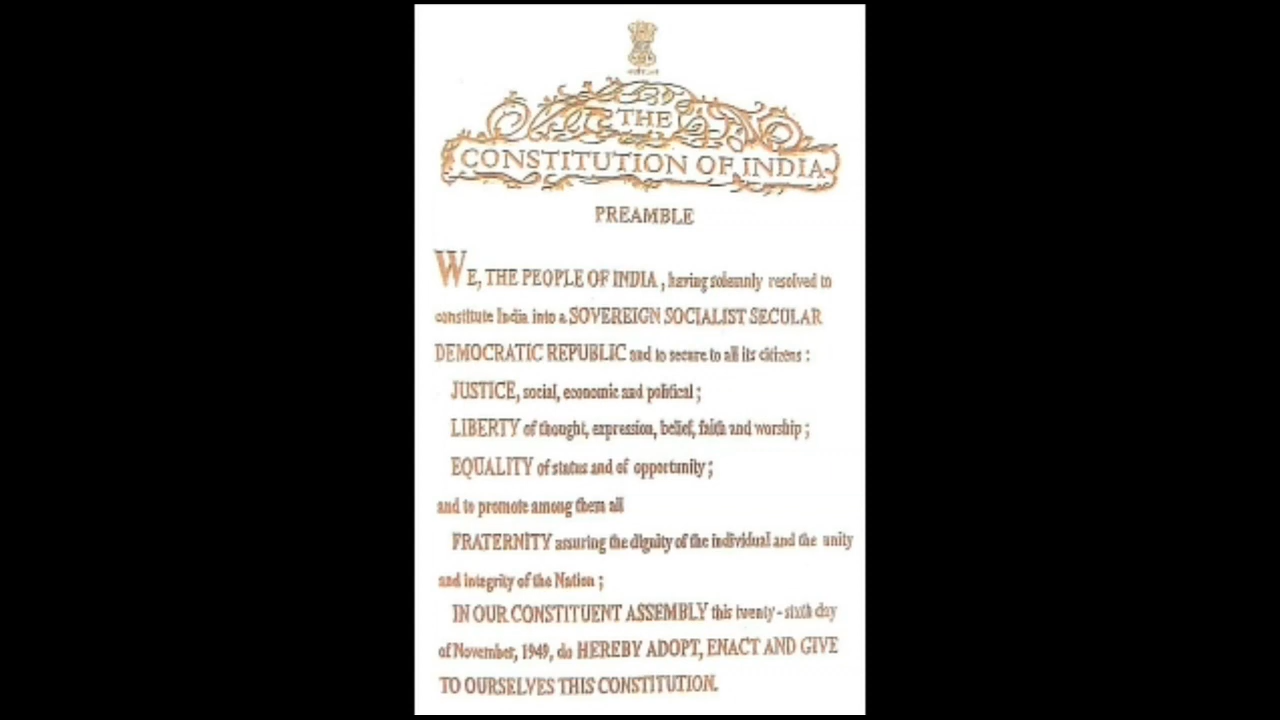 THE
CONSTITUTION OF INDIA
PREAMBLE
WE, THE PEOPLE OF INDIA , having solemnly resolved to
constitute India into a SOVEREIGN SOCIALIST SECULAR
DEMOCRATIC REPUBLIC and to secure to all its citizens :
JUSTICE, social, economic and political ;
LIBERTY of thought, expression, belief, faith and worship ;
EQUALITY of status and of opportunity ;
and to promote among them all
FRATERNITY assuring the dignity of the individual and the unity
and integrity of the Nation ;
IN OUR CONSTITUENT ASSEMBLY this twenty - sixth day
of November, 1949, do HEREBY ADOPT, ENACT AND GIVE
TO OURSELVES THIS CONSTITUTION.